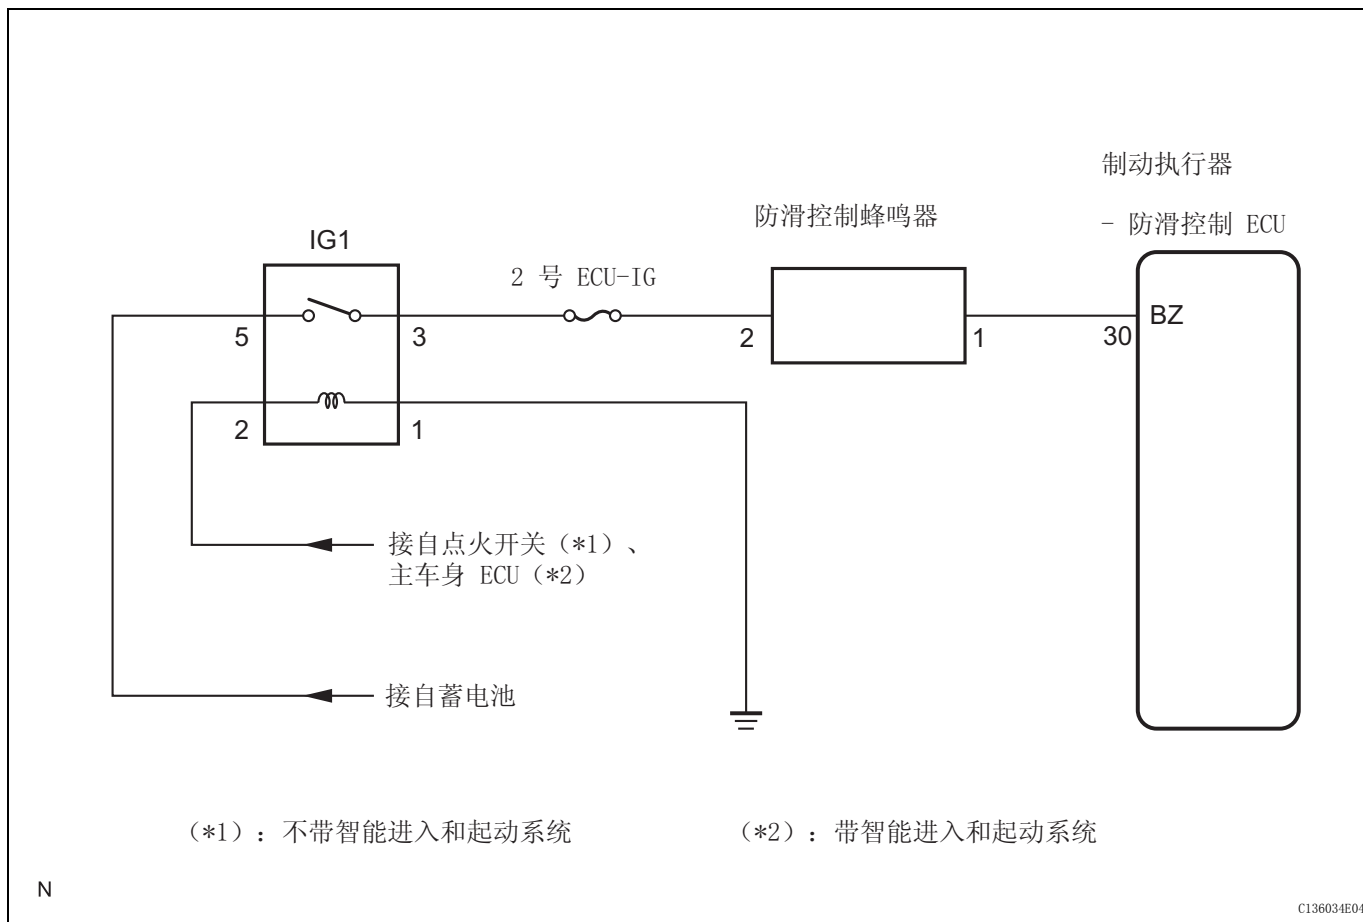 制动执行器
- 防滑控制 ECU
防滑控制蜂鸣器
IG1
2 号 ECU-IG
5
3
2
1
30
BZ
2
1
接自点火开关（*1）、
主车身 ECU（*2）
接自蓄电池
（*1）：不带智能进入和起动系统
（*2）：带智能进入和起动系统
N
C136034E04